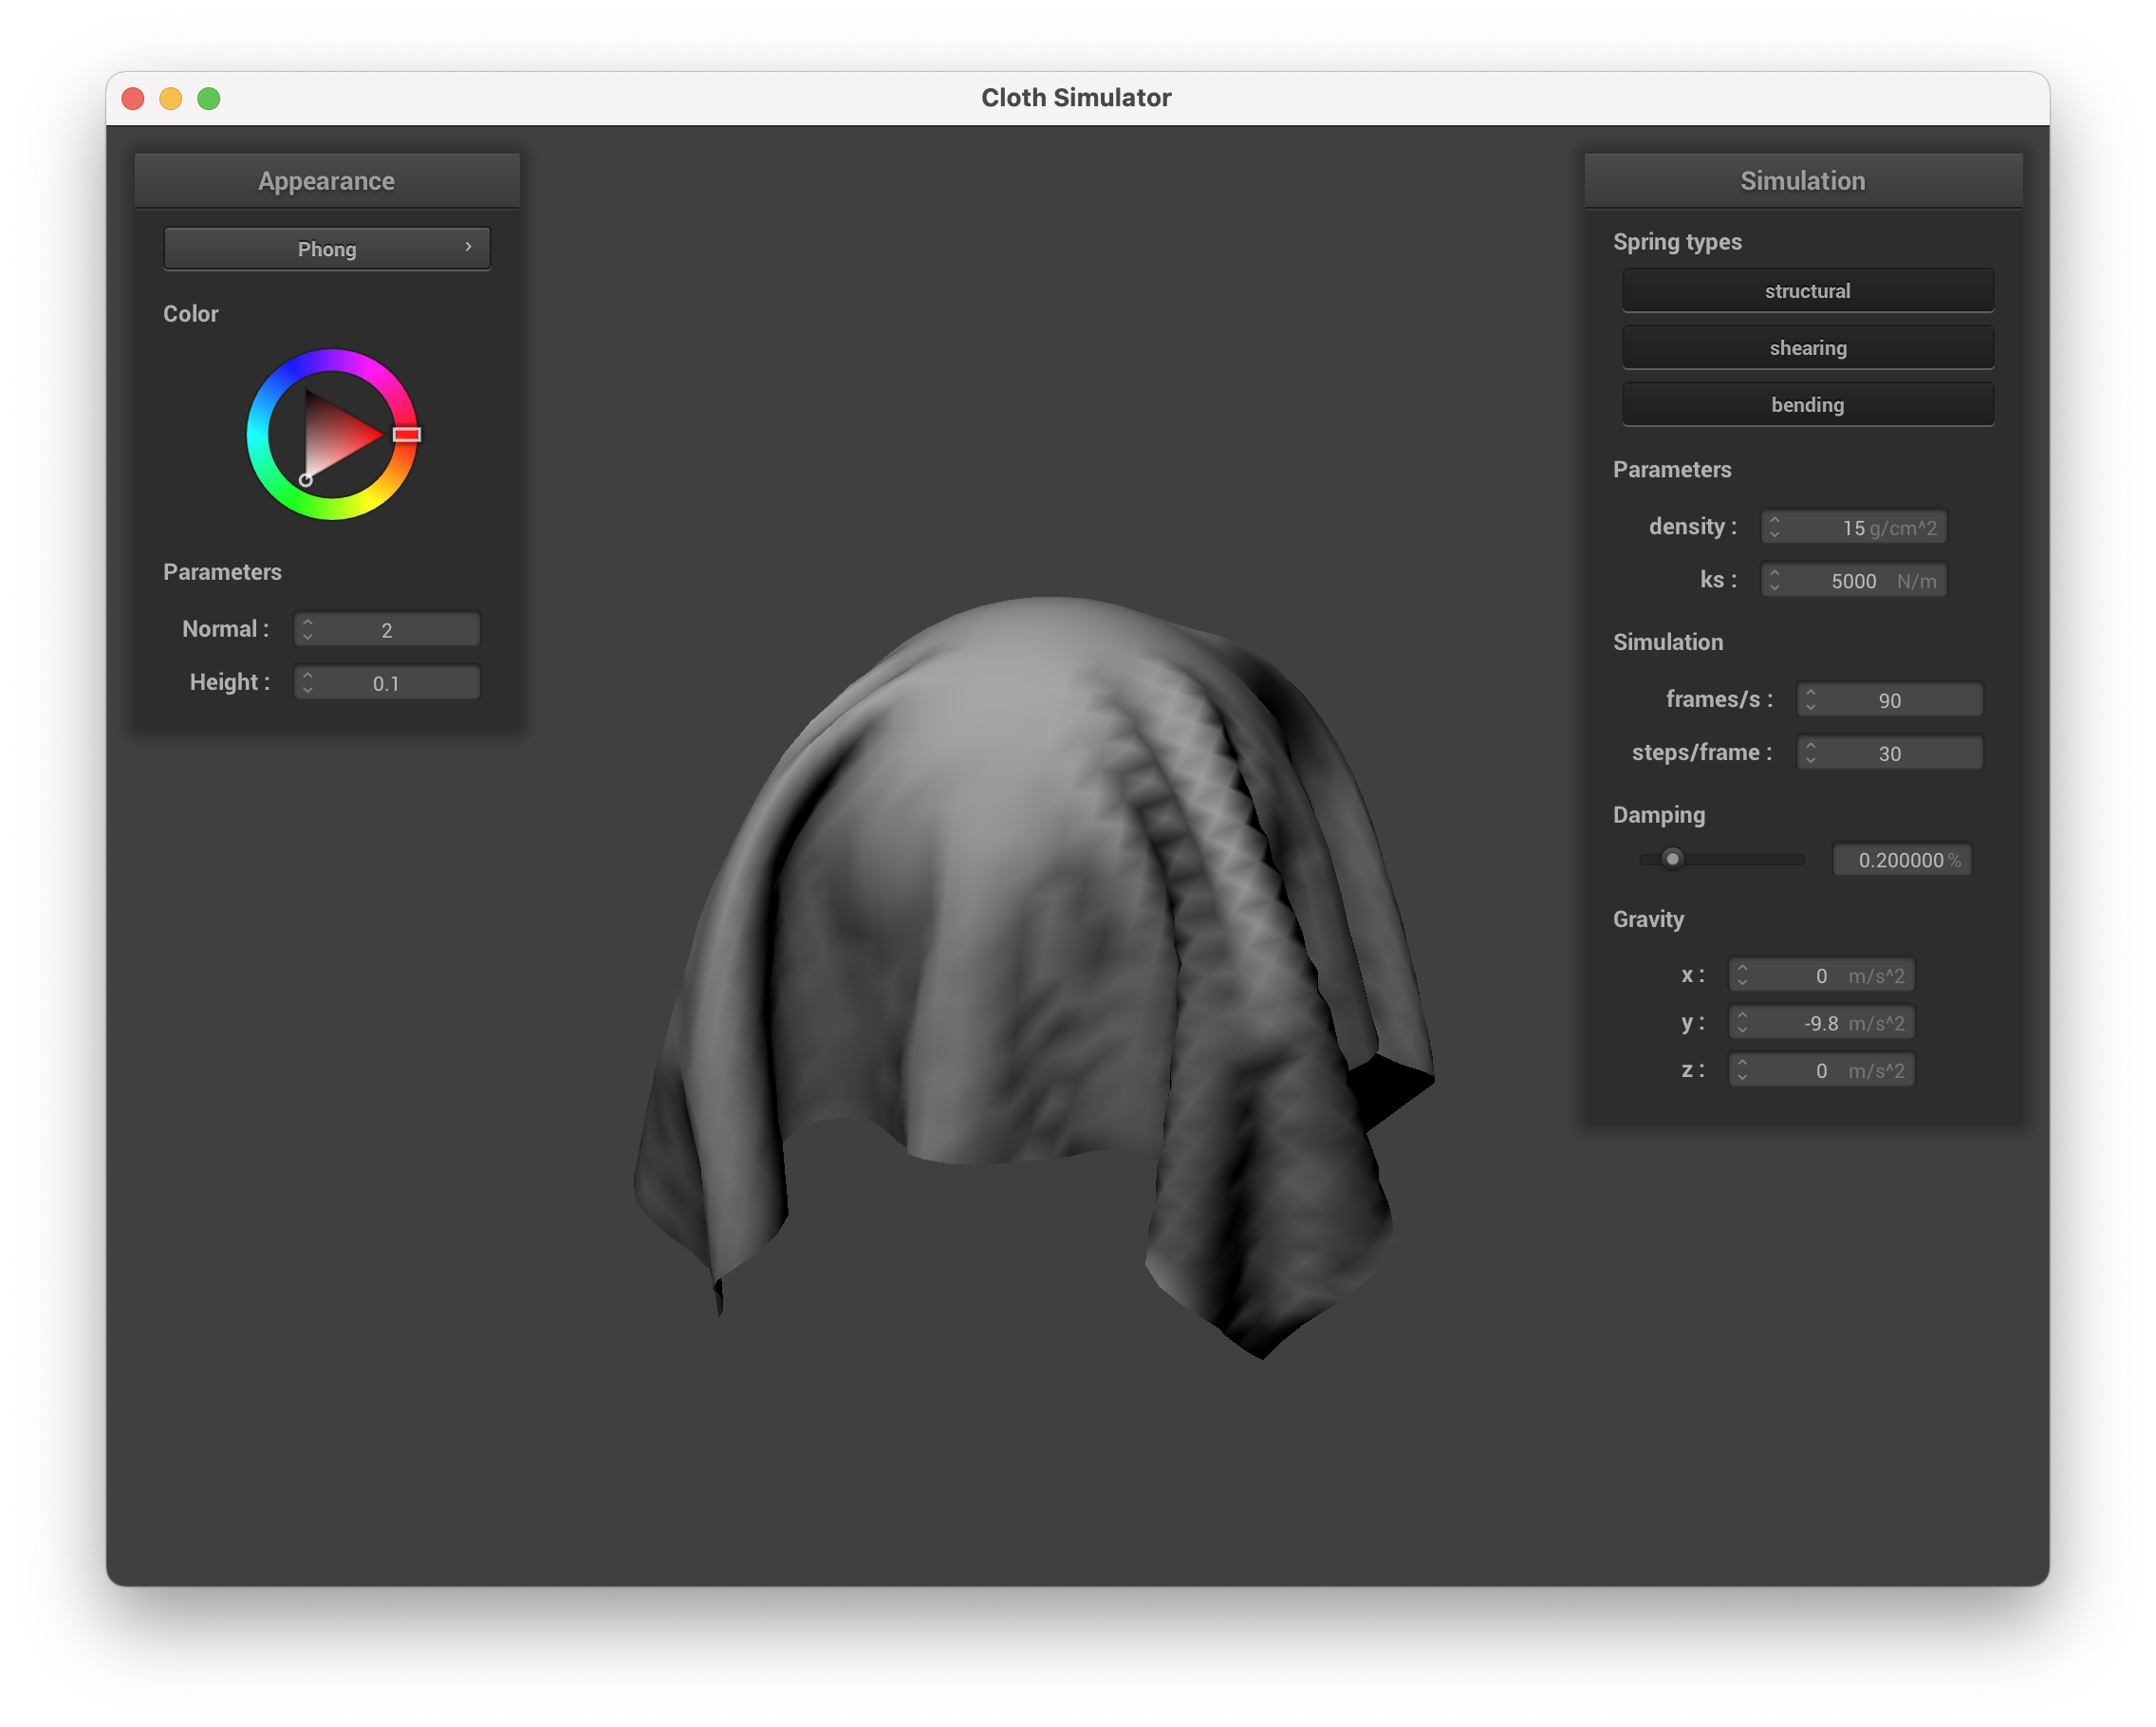 Cloth Simulator
Appearance
Phong
Color
Parameters
Normal : 2
Height : 0.1
Simulation
Spring types
structural
shearing
bending
Parameters
density : 15 g/cm^2
ks : 5000 N/m
Simulation
frames/s : 90
steps/frame : 30
Damping
0.200000 %
Gravity
x : 0 m/s^2
y : -9.8 m/s^2
z : 0 m/s^2